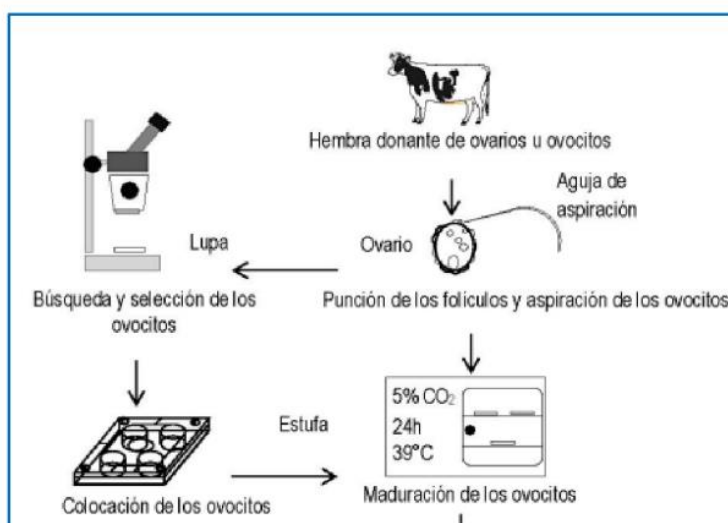 Hembra donante de ovarios u ovocitos
Aguja de
aspiración
Lupa
Ovario
Búsqueda y selección de los
ovocitos
Punción de los folículos y aspiración de los ovocitos
5% CO₂
24h
39°C
Estufa
Colocación de los ovocitos
Maduración de los ovocitos